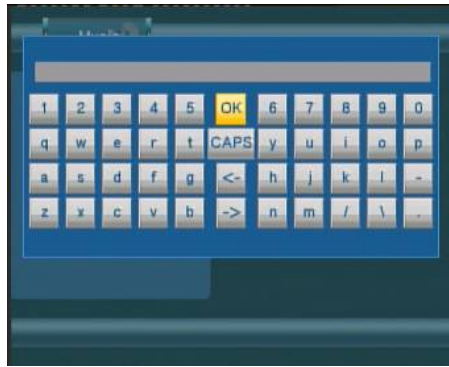 1 2 3 4 5 OK 6 7 8 9 0
q w e r t CAPS y u i o p
a s d f g <- h j k l -
z x c v b -> n m / \ .